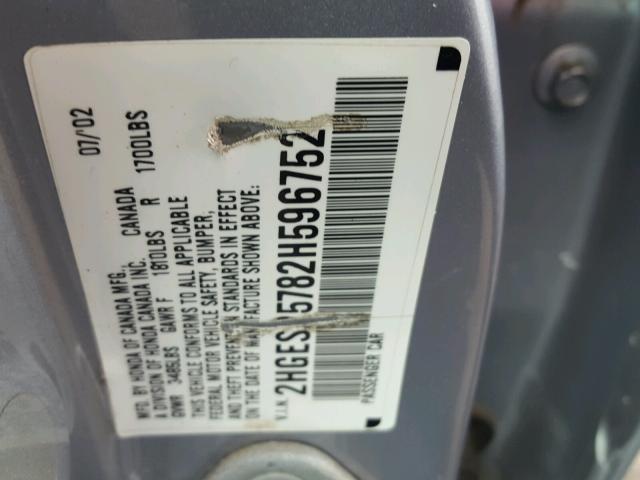 MFD. BY HONDA OF CANADA MFG., 07/'02
A DIVISION OF HONDA CANADA INC. CANADA
GVWR 3485LBS GAWR F 1810LBS R 1700LBS
THIS VEHICLE CONFORMS TO ALL APPLICABLE
FEDERAL MOTOR VEHICLE SAFETY, BUMPER,
AND THEFT PREVENTION STANDARDS IN EFFECT
ON THE DATE OF MANUFACTURE SHOWN ABOVE.
V.I.N. 2HGES15782H596752
PASSENGER CAR